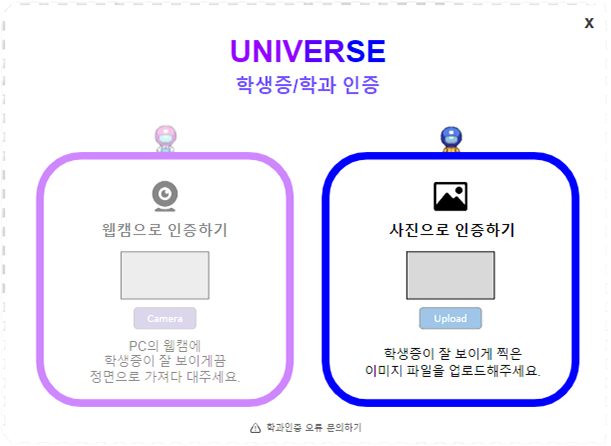 X
UNIVERSE
학생증/학과 인증
웹캠으로 인증하기
Camera
PC의 웹캠에
학생증이 잘 보이게끔
정면으로 가져다 대주세요.
사진으로 인증하기
Upload
학생증이 잘 보이게 찍은
이미지 파일을 업로드해주세요.
학과인증 오류 문의하기